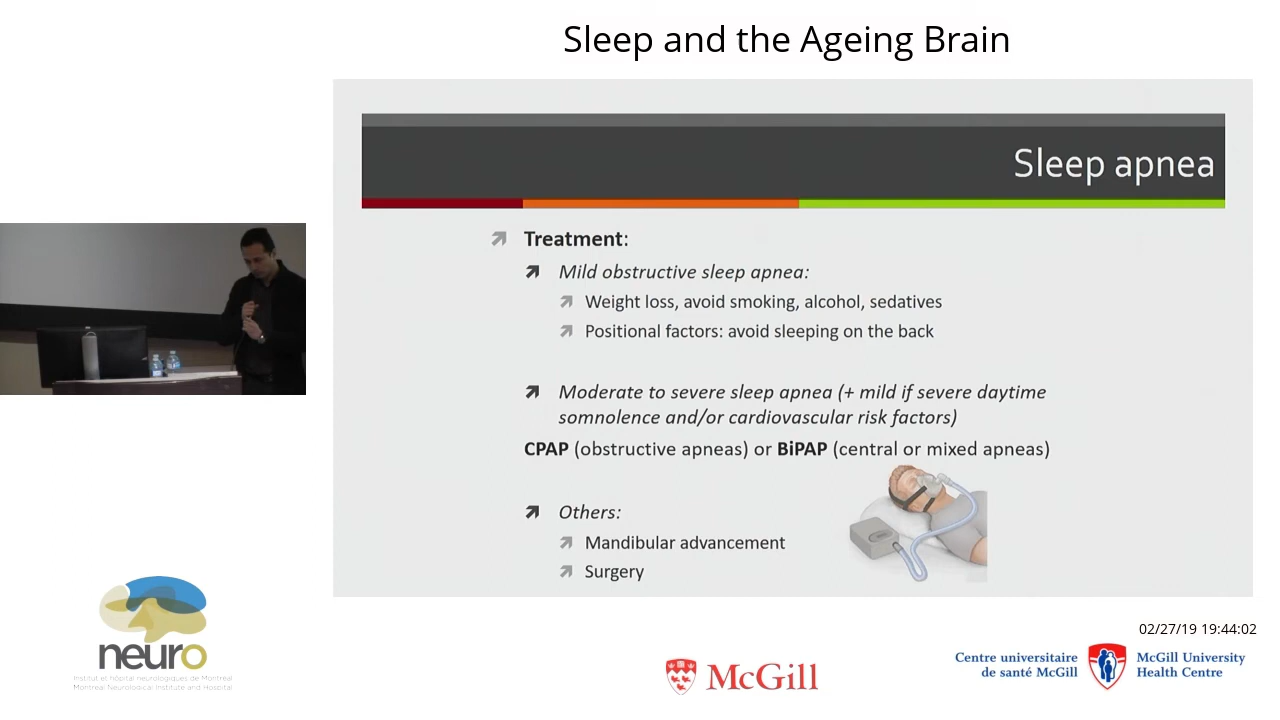 Sleep and the Ageing Brain
Sleep apnea
Treatment:
Mild obstructive sleep apnea:
Weight loss, avoid smoking, alcohol, sedatives
Positional factors: avoid sleeping on the back
Moderate to severe sleep apnea (+ mild if severe daytime
somnolence and/or cardiovascular risk factors)
CPAP (obstructive apneas) or BiPAP (central or mixed apneas)
Others:
Mandibular advancement
Surgery
02/27/19 19:44:02
neuro
Institut et hôpital neurologiques de Montréal
Montreal Neurological Institute and Hospital
McGill
Centre universitaire
de santé McGill
McGill University
Health Centre